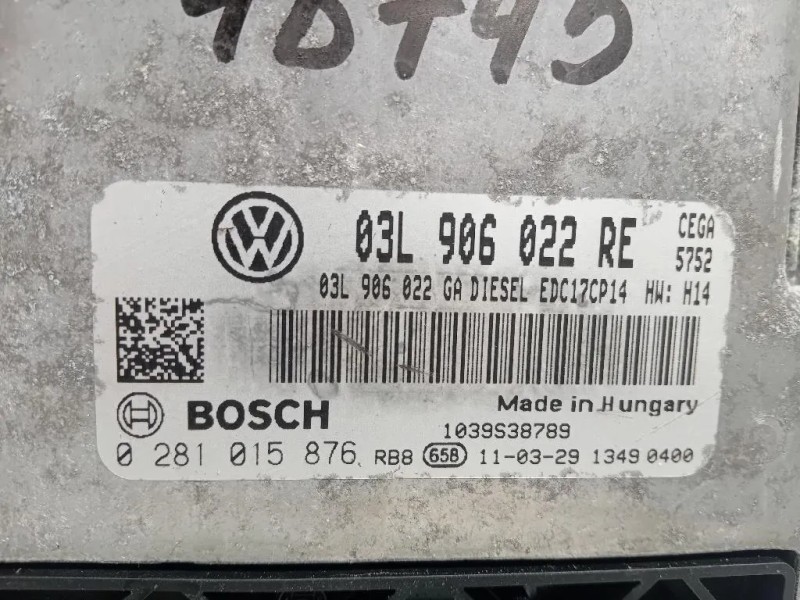 03L 906 022 RE CEGA
5752
03L 906 022 GA DIESEL EDC17CP14 HW: H14
BOSCH
Made in Hungary
1039S38789
0 281 015 876 RB8 658 11-03-29 1349 0400